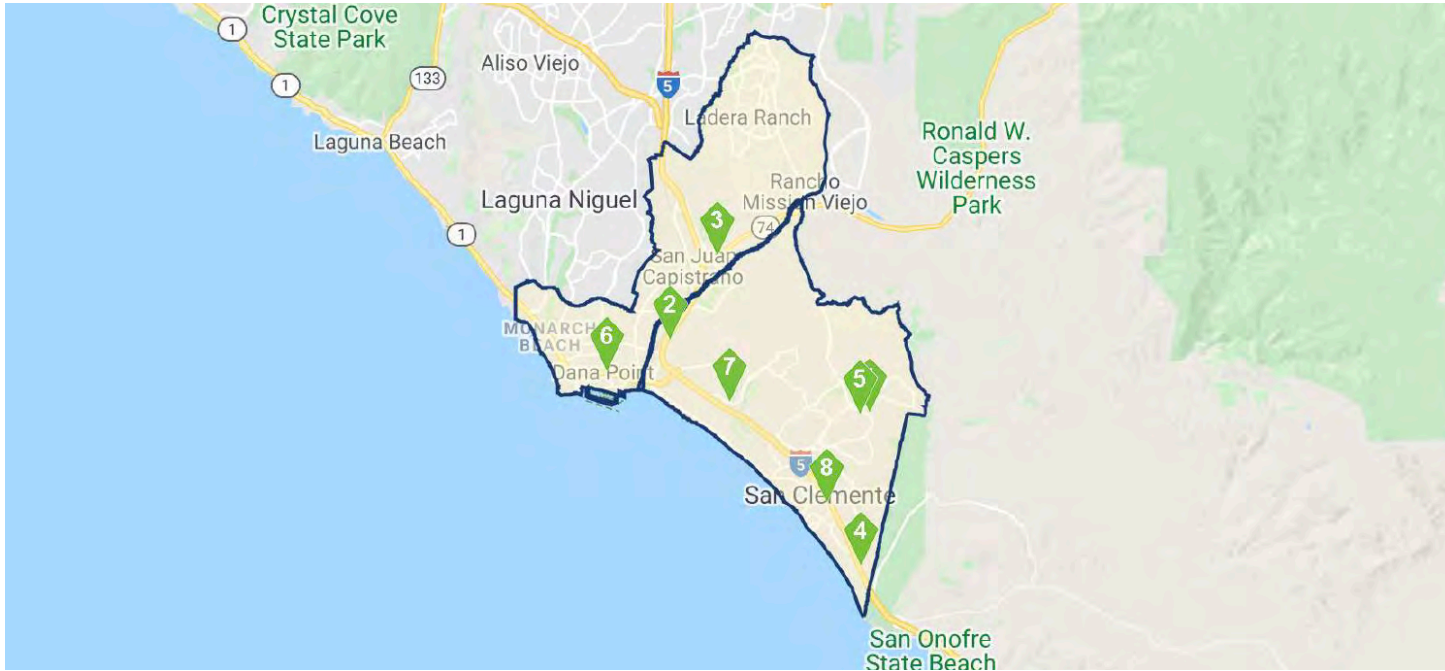 Crystal Cove
State Park
1
Aliso Viejo
133
5
1
Ladera Ranch
Laguna Beach
Ronald W.
Caspers
Wilderness
Park
Rancho
Mission Viejo
Laguna Niguel
3
74
1
San Juan
Capistrano
2
MONARCH
BEACH
6
Dana Point
7
5
5
8
San Clemente
4
San Onofre
State Beach